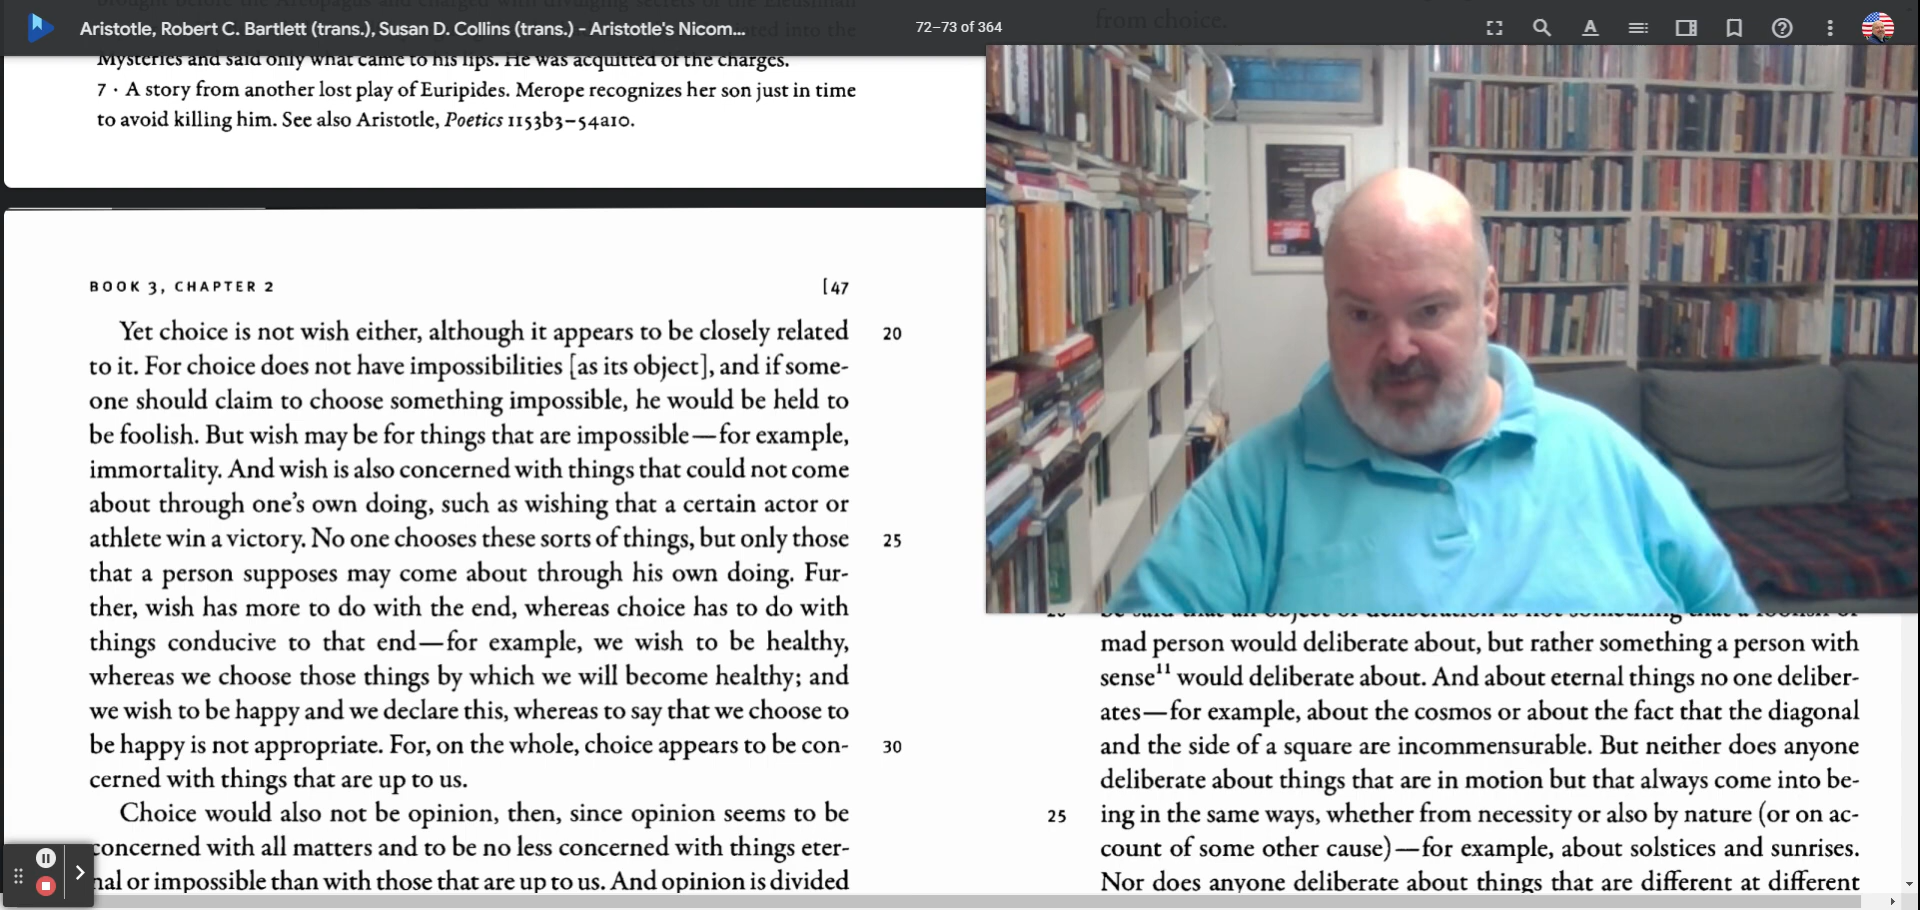 Aristotle, Robert C. Bartlett (trans.), Susan D. Collins (trans.) - Aristotle's Nicom...
72–73 of 364
from choice.
Mysteries and said only what came to his lips. He was acquitted of the charges.
7 · A story from another lost play of Euripides. Merope recognizes her son just in time
to avoid killing him. See also Aristotle, Poetics 1153b3–54a10.
BOOK 3, CHAPTER 2
[47
Yet choice is not wish either, although it appears to be closely related
20
to it. For choice does not have impossibilities [as its object], and if some-
one should claim to choose something impossible, he would be held to
be foolish. But wish may be for things that are impossible—for example,
immortality. And wish is also concerned with things that could not come
about through one's own doing, such as wishing that a certain actor or
athlete win a victory. No one chooses these sorts of things, but only those
25
that a person supposes may come about through his own doing. Fur-
ther, wish has more to do with the end, whereas choice has to do with
things conducive to that end—for example, we wish to be healthy,
whereas we choose those things by which we will become healthy; and
we wish to be happy and we declare this, whereas to say that we choose to
be happy is not appropriate. For, on the whole, choice appears to be con-
30
cerned with things that are up to us.
Choice would also not be opinion, then, since opinion seems to be
concerned with all matters and to be no less concerned with things eter-
nal or impossible than with those that are up to us. And opinion is divided
mad person would deliberate about, but rather something a person with
sense11 would deliberate about. And about eternal things no one deliber-
ates—for example, about the cosmos or about the fact that the diagonal
and the side of a square are incommensurable. But neither does anyone
deliberate about things that are in motion but that always come into be-
25
ing in the same ways, whether from necessity or also by nature (or on ac-
count of some other cause)—for example, about solstices and sunrises.
Nor does anyone deliberate about things that are different at different